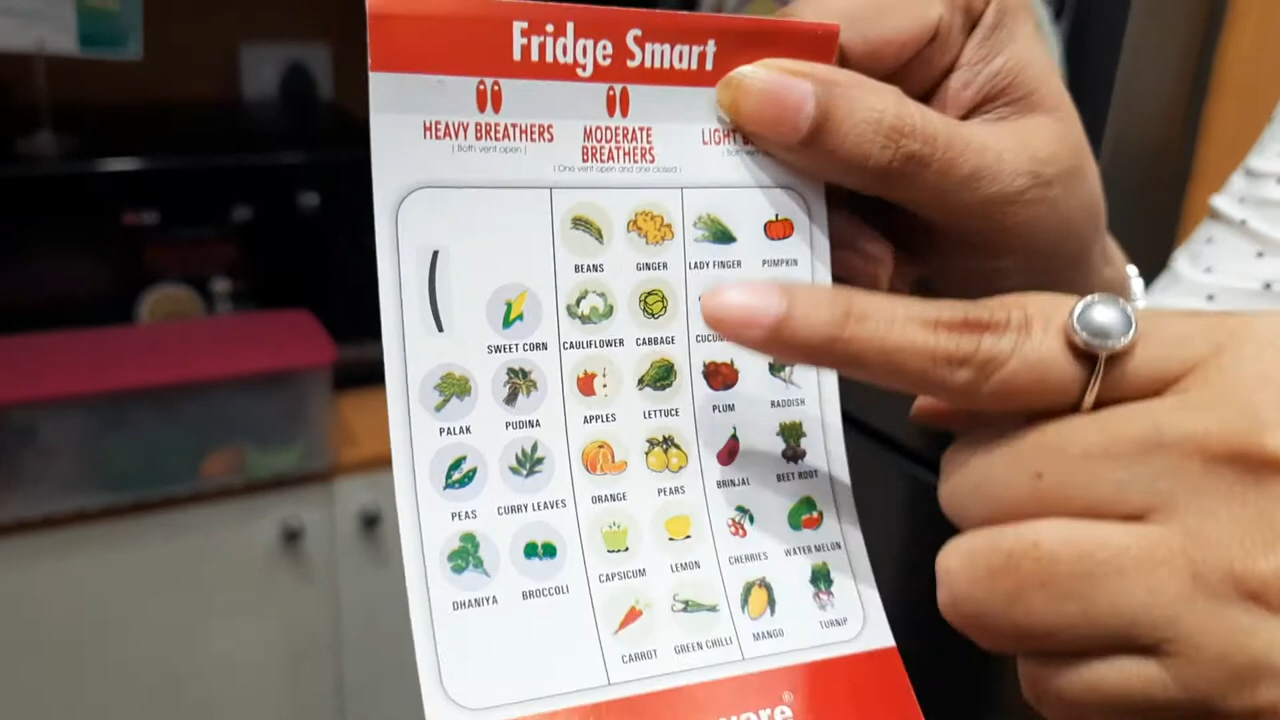 Fridge Smart
HEAVY BREATHERS
( Both vent open )
MODERATE
BREATHERS
( One vent open and one closed )
LIGHT
SWEET CORN
PALAK
PUDINA
PEAS
CURRY LEAVES
DHANIYA
BROCCOLI
BEANS
GINGER
CAULIFLOWER
CABBAGE
APPLES
LETTUCE
ORANGE
PEARS
CAPSICUM
LEMON
CARROT
GREEN CHILLI
LADY FINGER
PUMPKIN
PLUM
RADDISH
BRINJAL
BEET ROOT
CHERRIES
WATER MELON
MANGO
TURNIP